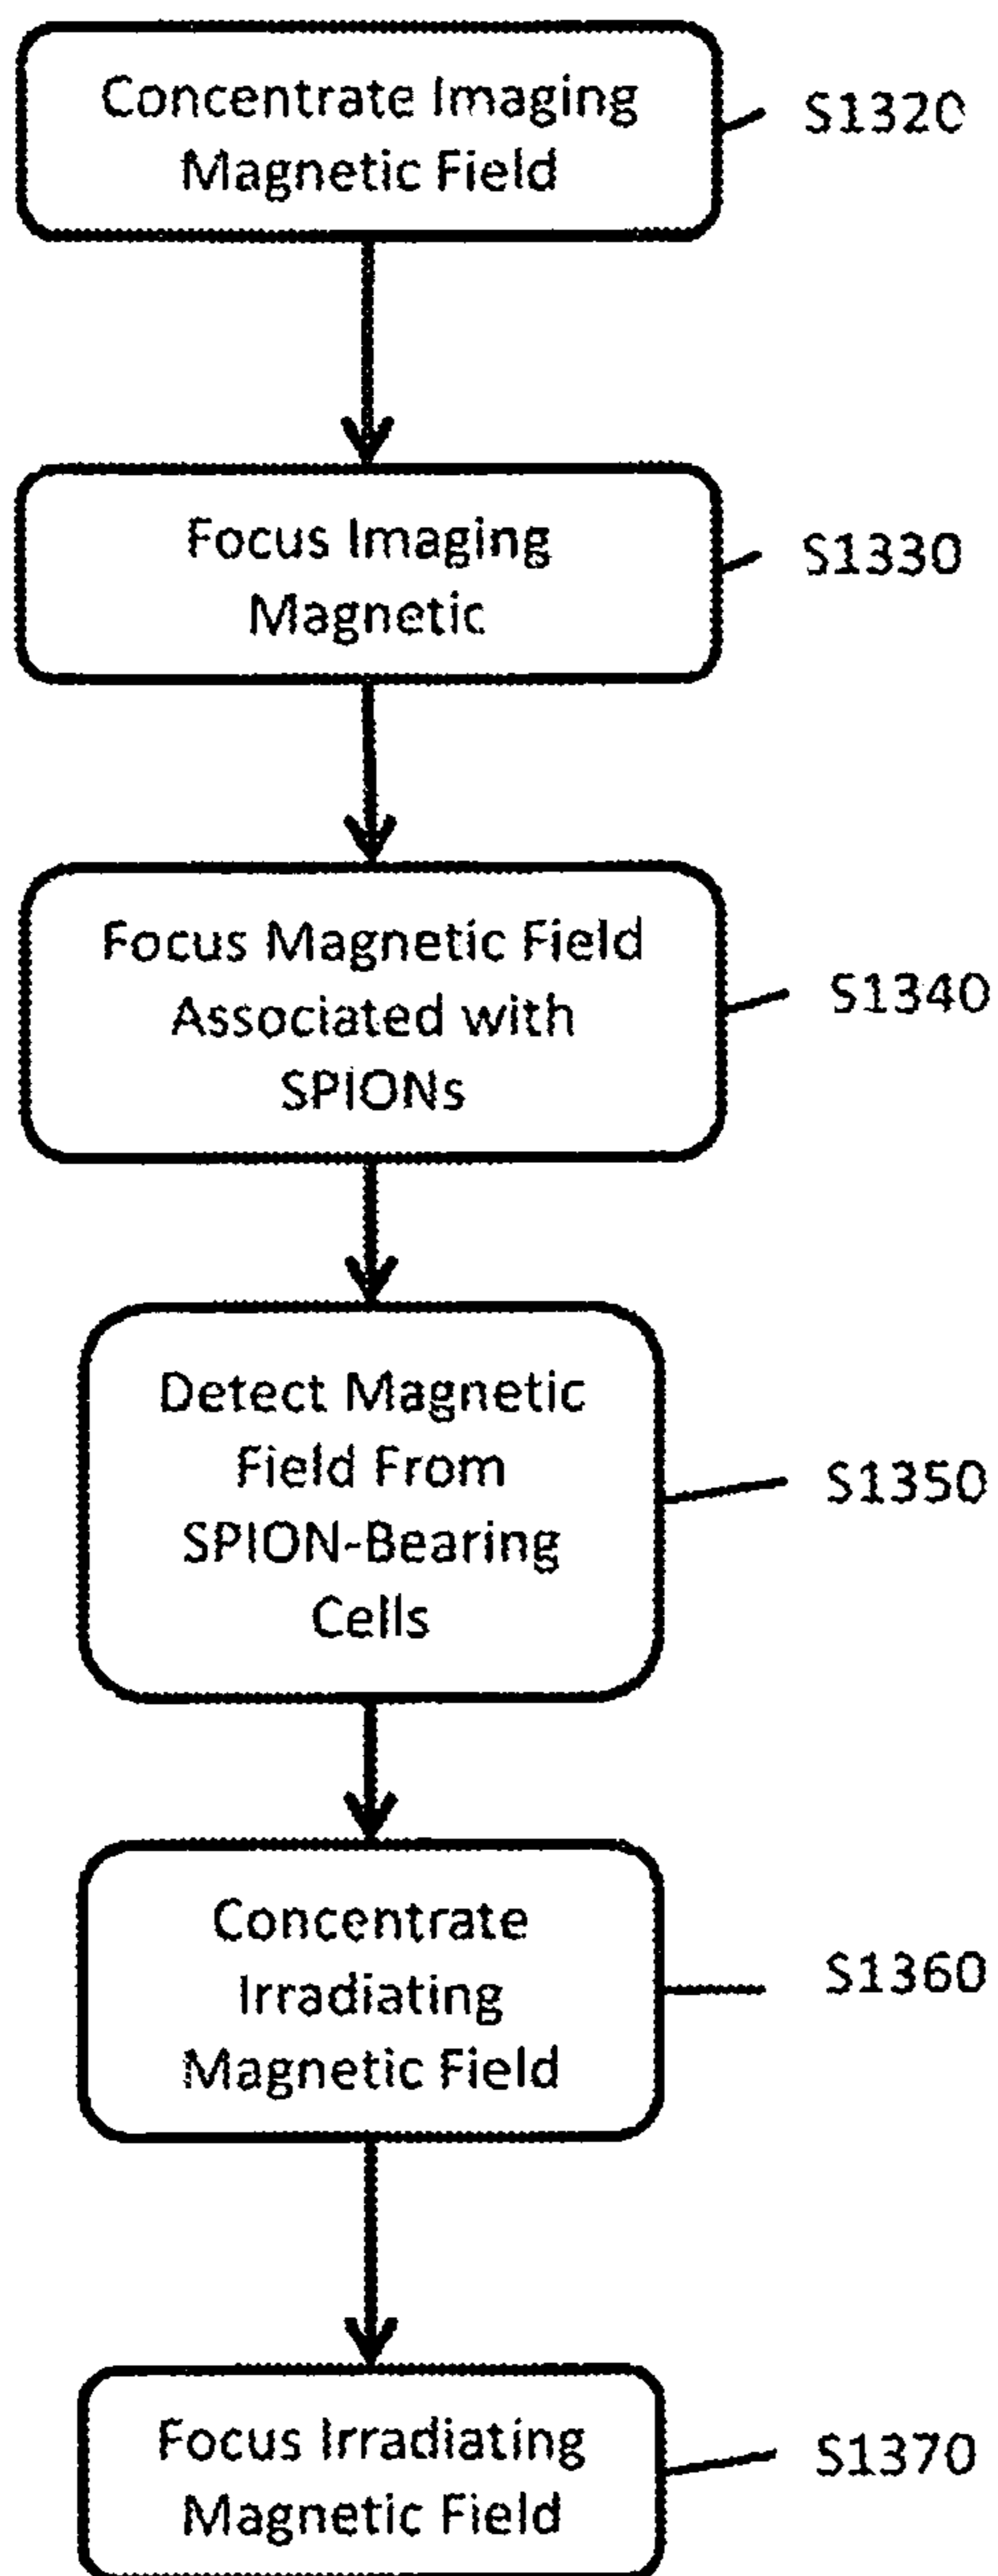 Concentrate Imaging
Magnetic Field
S1320
Focus Imaging
Magnetic
S1330
Focus Magnetic Field
Associated with
SPIONs
S1340
Detect Magnetic
Field From
SPION-Bearing
Cells
S1350
Concentrate
Irradiating
Magnetic Field
S1360
Focus Irradiating
Magnetic Field
S1370